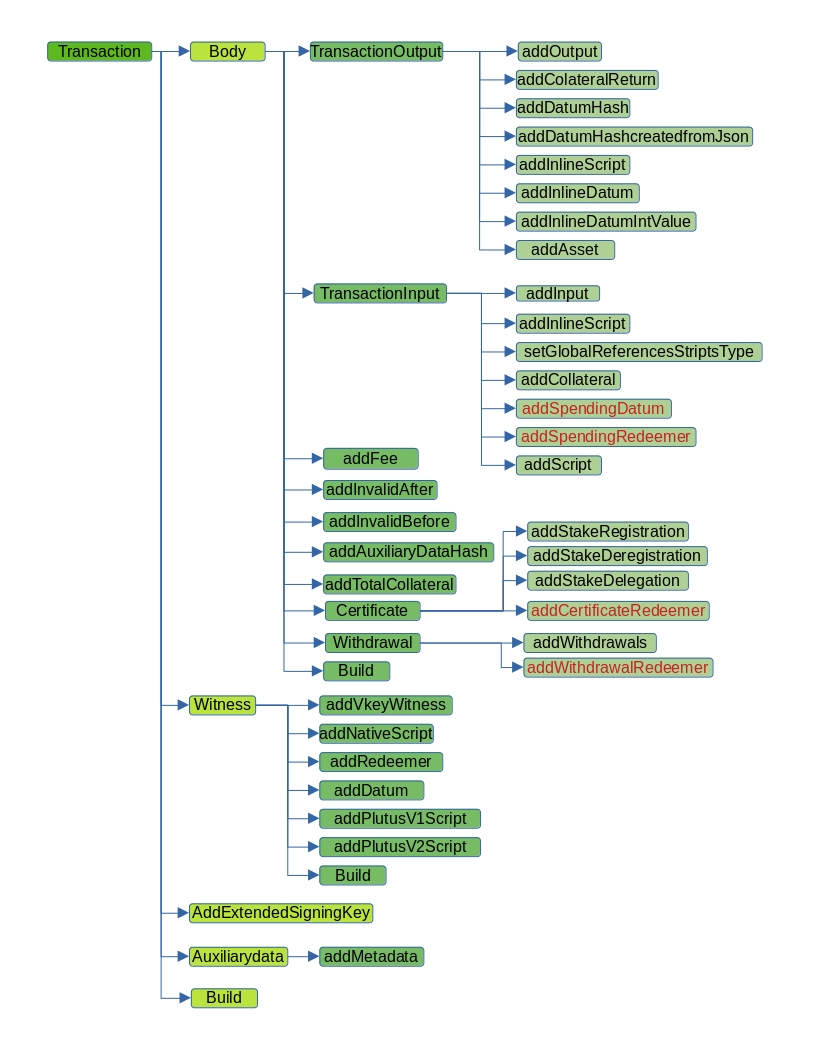 Transaction
Body
TransactionOutput
addOutput
addColateralReturn
addDatumHash
addDatumHashcreatedfromJson
addInlineScript
addInlineDatum
addInlineDatumIntValue
addAsset
TransactionInput
addInput
addInlineScript
setGlobalReferencesStriptsType
addCollateral
addSpendingDatum
addSpendingRedeemer
addScript
addFee
addInvalidAfter
addInvalidBefore
addAuxiliaryDataHash
addTotalCollateral
Certificate
addStakeRegistration
addStakeDeregistration
addStakeDelegation
addCertificateRedeemer
Withdrawal
addWithdrawals
addWithdrawalRedeemer
Build
Witness
addVkeyWitness
addNativeScript
addRedeemer
addDatum
addPlutusV1Script
addPlutusV2Script
Build
AddExtendedSigningKey
Auxiliarydata
addMetadata
Build